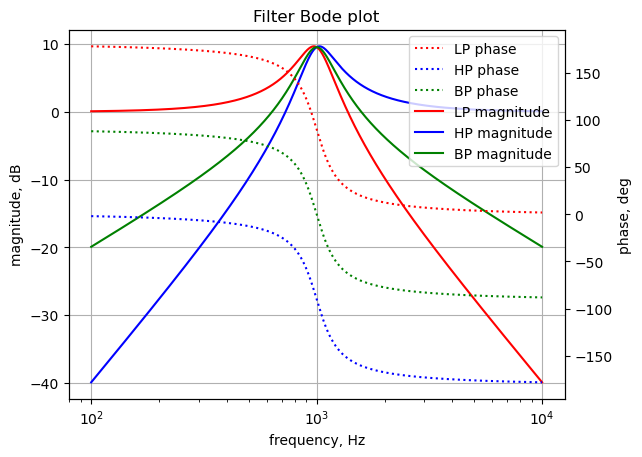 Filter Bode plot
magnitude, dB
10
0
−10
−20
−30
−40
LP phase
HP phase
BP phase
LP magnitude
HP magnitude
BP magnitude
150
100
50
0
−50
−100
−150
phase, deg
10²
10³
10⁴
frequency, Hz